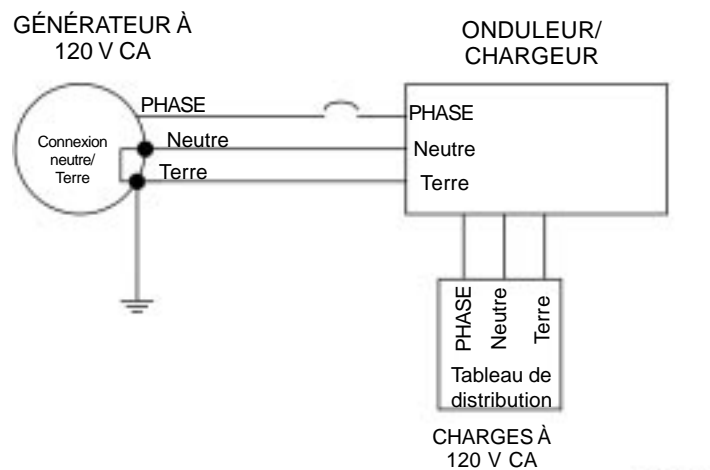 GÉNÉRATEUR À
120 V CA
ONDULEUR/
CHARGEUR
PHASE
PHASE
Connexion
neutre/
Terre
Neutre
Neutre
Terre
Terre
PHASE
Neutre
Terre
Tableau de
distribution
CHARGES À
120 V CA